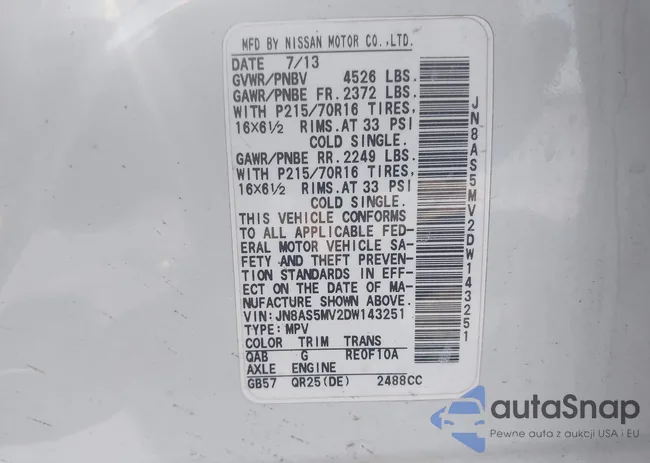 MFD BY NISSAN MOTOR CO.,LTD.
DATE 7/13
GVWR/PNBV 4526 LBS.
GAWR/PNBE FR.2372 LBS.
WITH P215/70R16 TIRES,
16X6½ RIMS.AT 33 PSI
COLD SINGLE.
GAWR/PNBE RR.2249 LBS.
WITH P215/70R16 TIRES,
16X6½ RIMS.AT 33 PSI
COLD SINGLE.
THIS VEHICLE CONFORMS
TO ALL APPLICABLE FED-
ERAL MOTOR VEHICLE SA-
FETY AND THEFT PREVEN-
TION STANDARDS IN EFF-
ECT ON THE DATE OF MA-
NUFACTURE SHOWN ABOVE.
VIN:JN8AS5MV2DW143251
TYPE:MPV
COLOR TRIM TRANS
QAB G RE0F10A
AXLE ENGINE
GB57 QR25(DE) 2488CC
JN8AS5MV2DW143251
autaSnap
Pewne auta z aukcji USA i EU